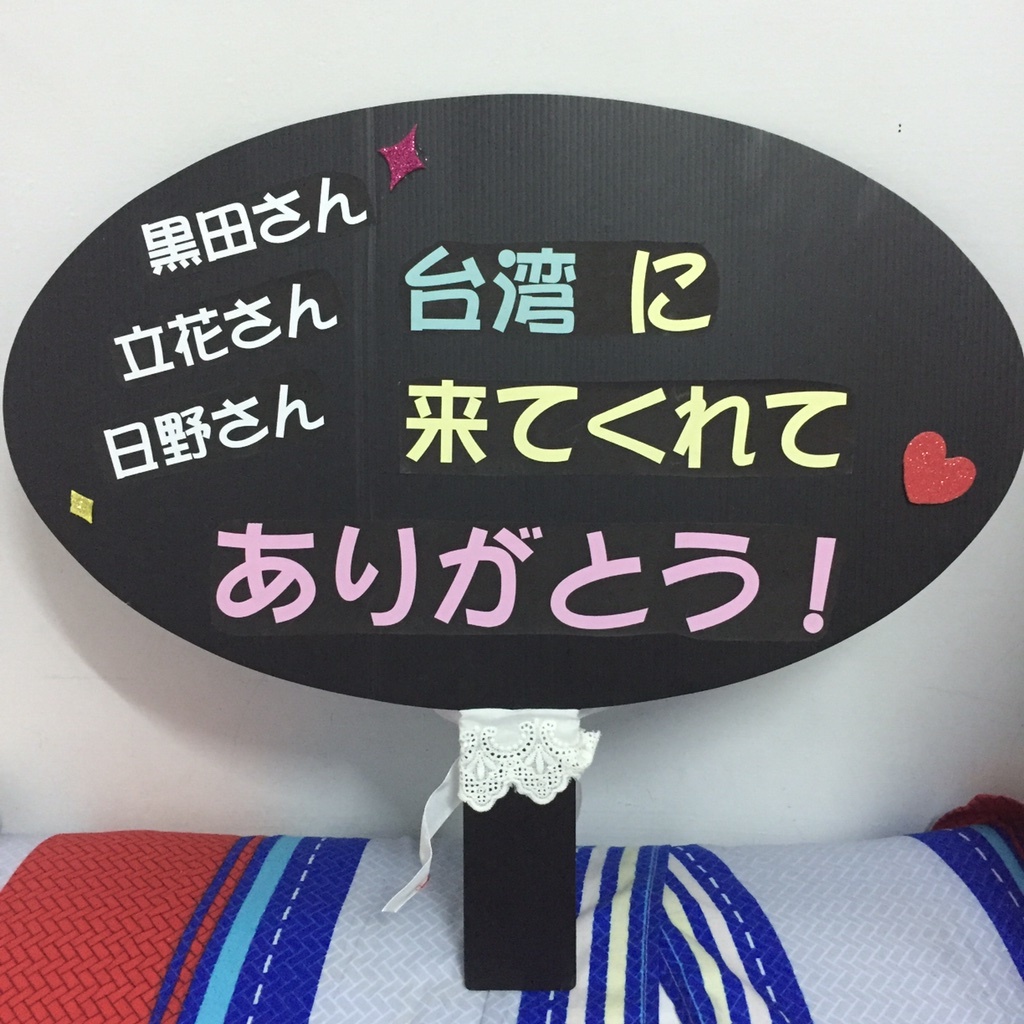 黒田さん
立花さん
日野さん
台湾 に
来てくれて
ありがとう！